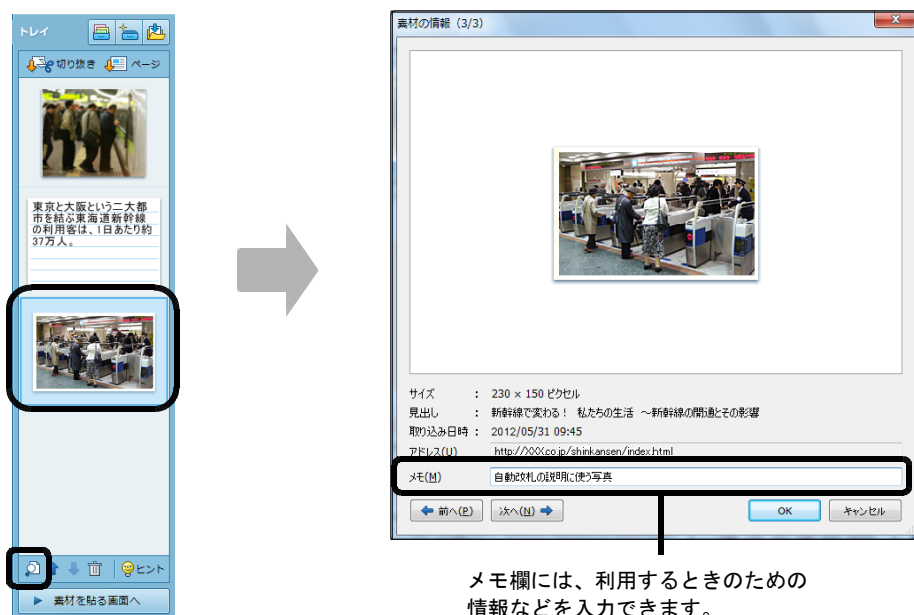 トレイ
切り抜き ページ
東京と大阪という二大都
市を結ぶ東海道新幹線
の利用客は、1日あたり約
37万人。
ヒント
素材を貼る画面へ
素材の情報 (3/3)
サイズ : 230 × 150 ピクセル
見出し : 新幹線で変わる! 私たちの生活 ～新幹線の開通とその影響
取り込み日時 : 2012/05/31 09:45
アドレス(U) http://XXX.co.jp/shinkansen/index.html
メモ(M) 自動改札の説明に使う写真
前へ(P) 次へ(N) OK キャンセル
メモ欄には、利用するときのための
情報などを入力できます。